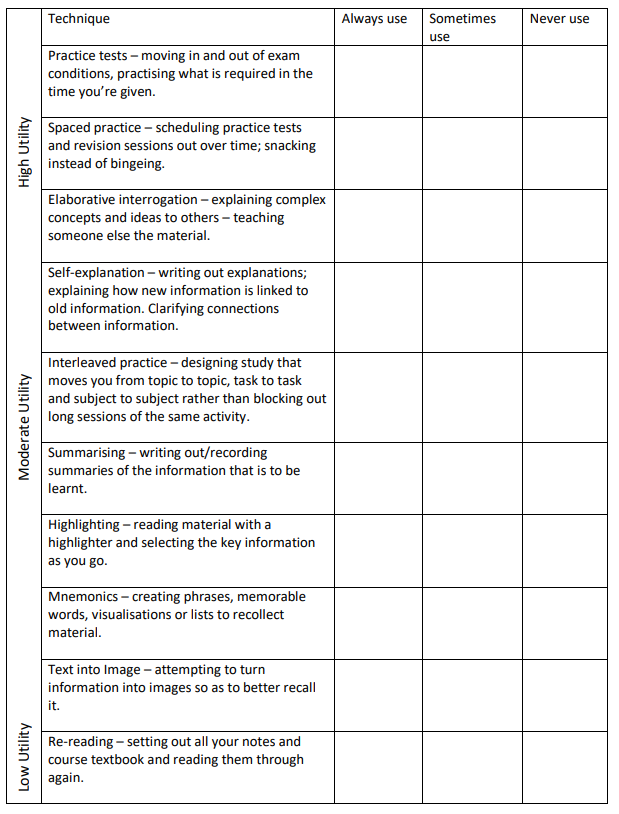 Technique
Always use
Sometimes
use
Never use
High Utility
Practice tests – moving in and out of exam
conditions, practising what is required in the
time you're given.
Spaced practice – scheduling practice tests
and revision sessions out over time; snacking
instead of bingeing.
Elaborative interrogation – explaining complex
concepts and ideas to others – teaching
someone else the material.
Moderate Utility
Self-explanation – writing out explanations;
explaining how new information is linked to
old information. Clarifying connections
between information.
Interleaved practice – designing study that
moves you from topic to topic, task to task
and subject to subject rather than blocking out
long sessions of the same activity.
Summarising – writing out/recording
summaries of the information that is to be
learnt.
Highlighting – reading material with a
highlighter and selecting the key information
as you go.
Mnemonics – creating phrases, memorable
words, visualisations or lists to recollect
material.
Low Utility
Text into Image – attempting to turn
information into images so as to better recall
it.
Re-reading – setting out all your notes and
course textbook and reading them through
again.